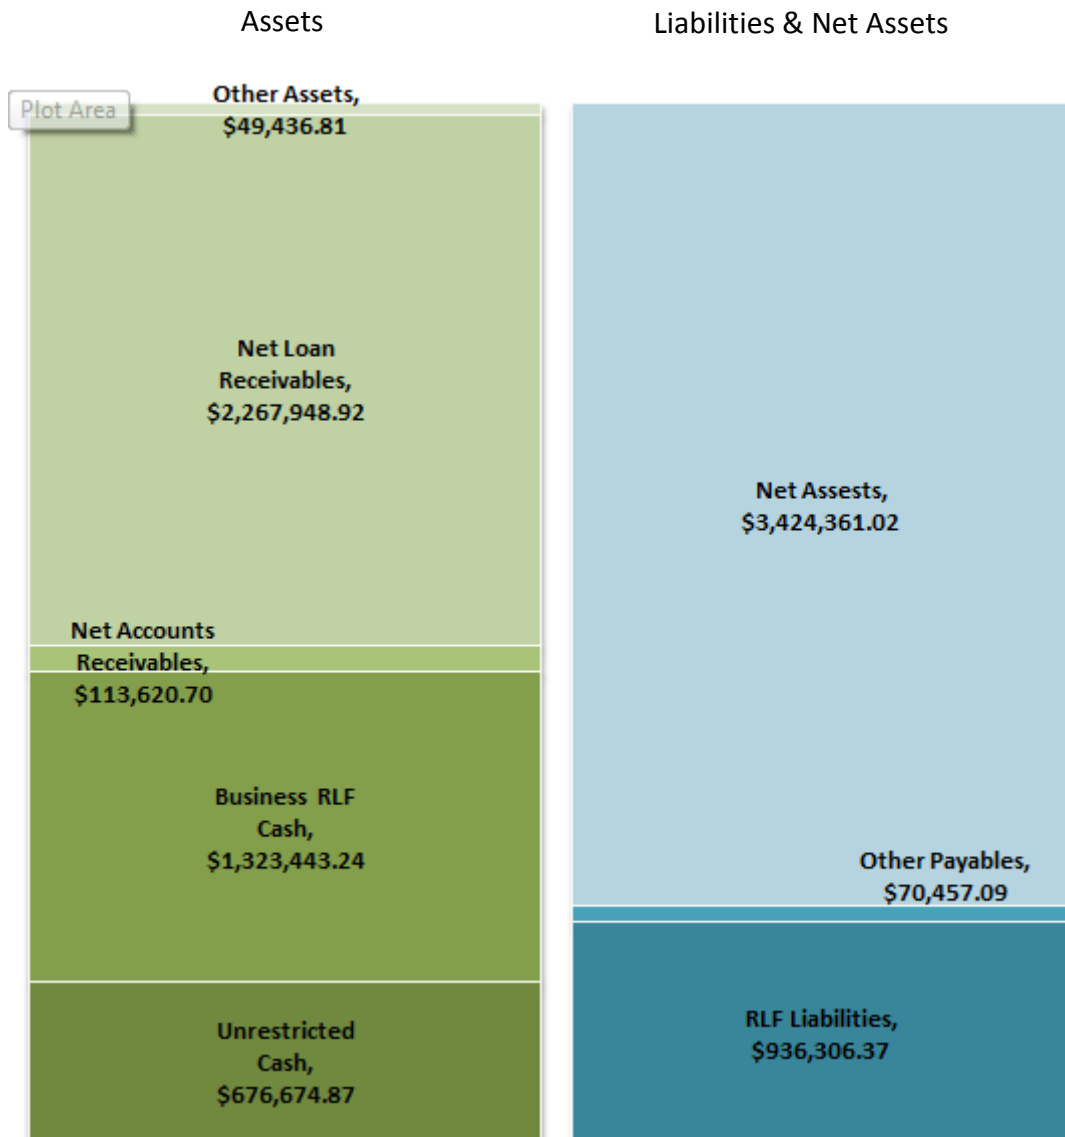 Assets
Liabilities & Net Assets
Plot Area
Other Assets,
$49,436.81
Net Loan
Receivables,
$2,267,948.92
Net Accounts
Receivables,
$113,620.70
Business RLF
Cash,
$1,323,443.24
Unrestricted
Cash,
$676,674.87
Net Assests,
$3,424,361.02
Other Payables,
$70,457.09
RLF Liabilities,
$936,306.37